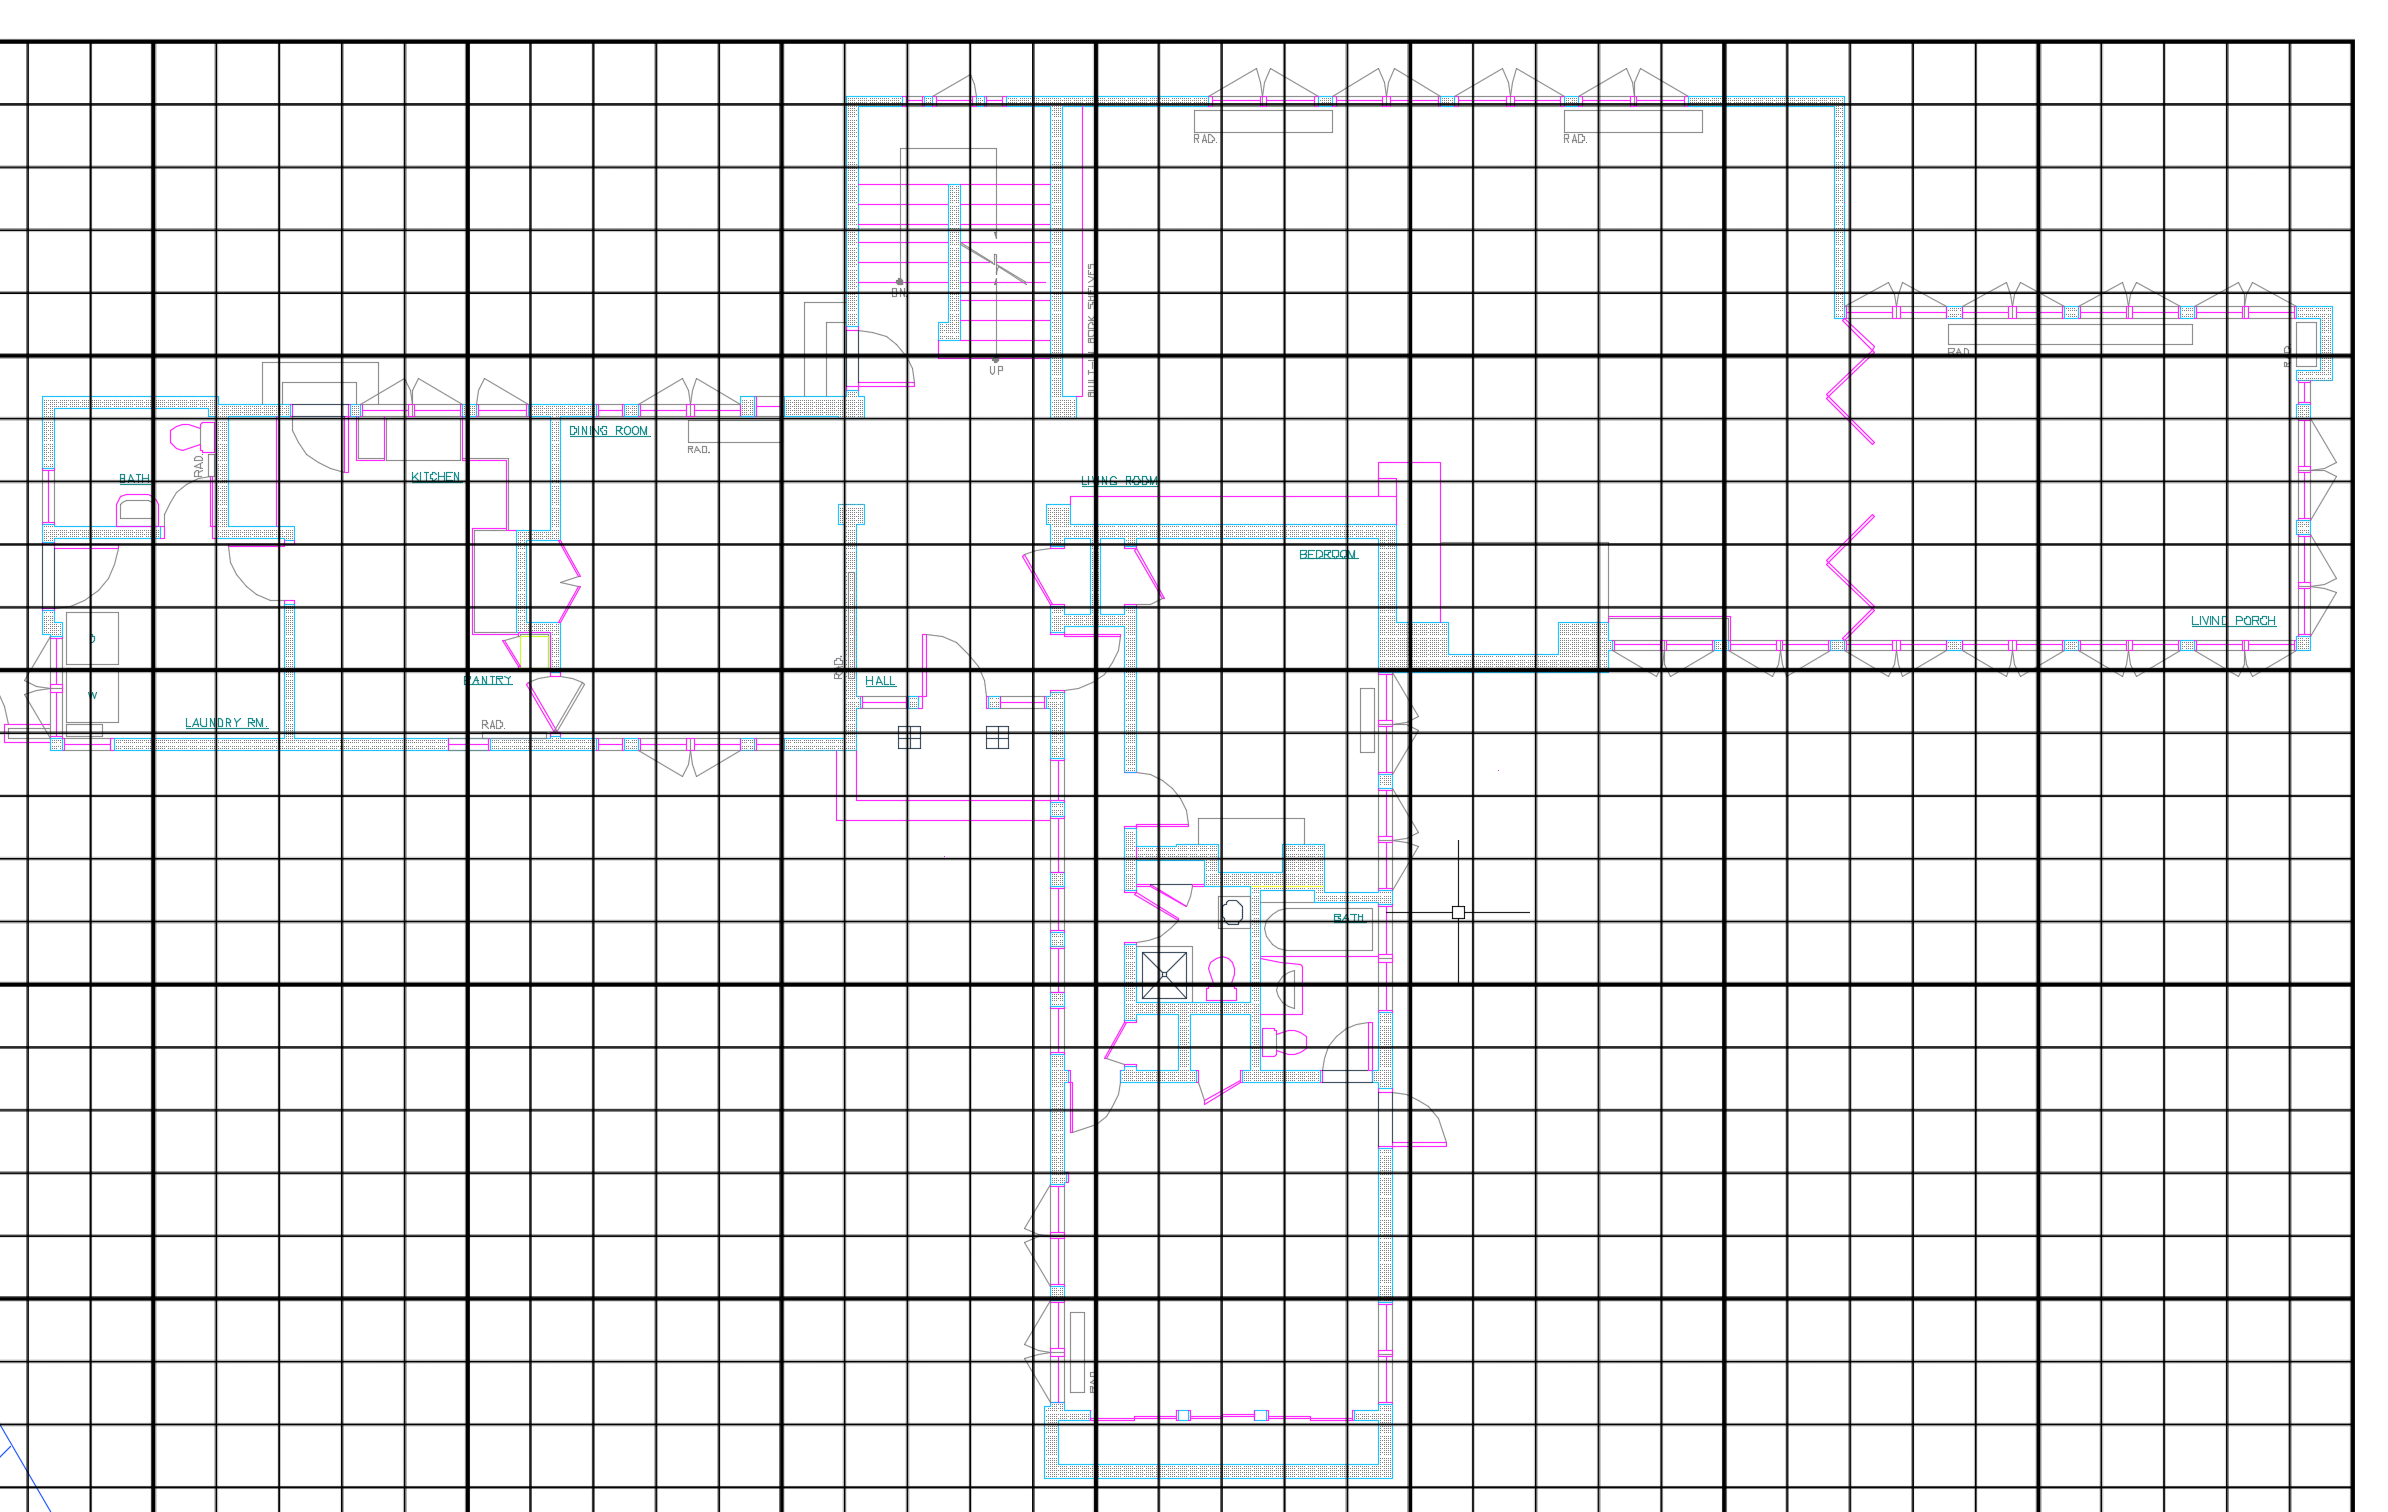 RAD.
RAD.
DN
BUILT-IN BOOK SHELVES
UP
RAD.
RAD.
DINING ROOM
RAD.
RAD.
BATH
KITCHEN
LIVING ROOM
BEDROOM
LIVING PORCH
D
RAD.
HALL
PANTRY
W
LAUNDRY RM.
RAD.
BATH
RAD.